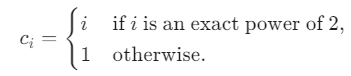 c_i = { i if i is an exact power of 2,
1 otherwise.